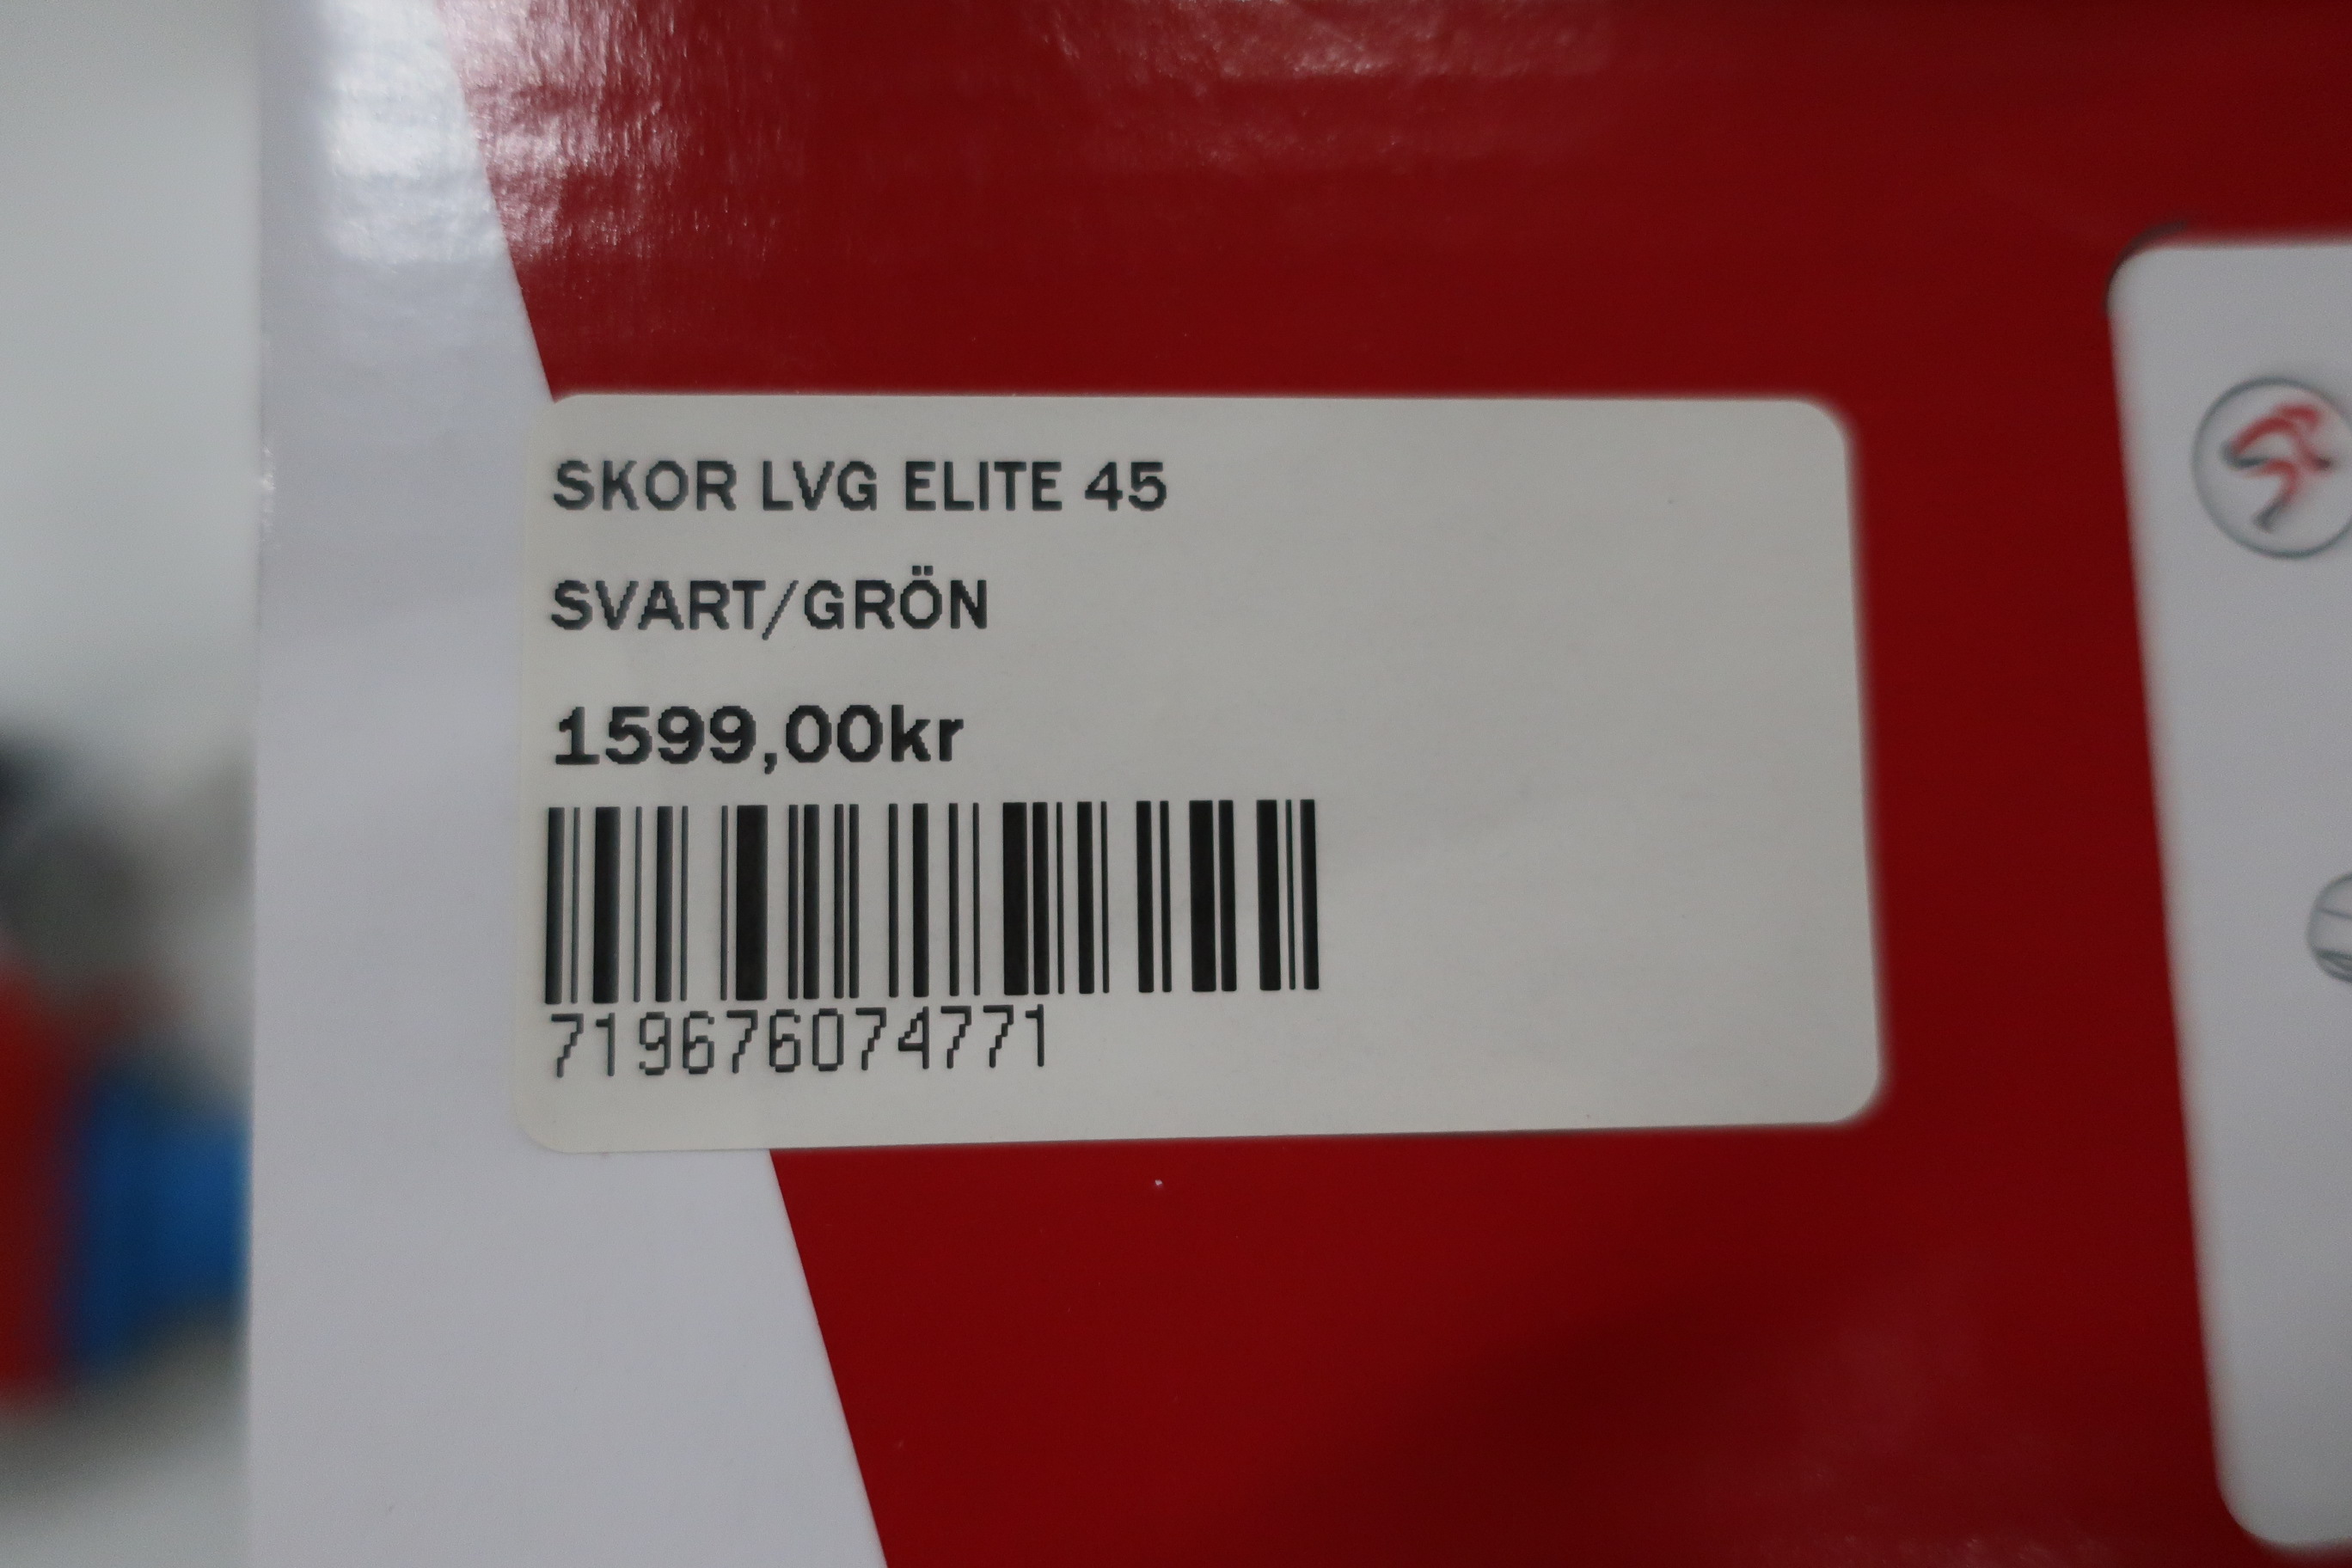 SKOR LVG ELITE 45
SVART/GRÖN
1599,00kr
719676074771